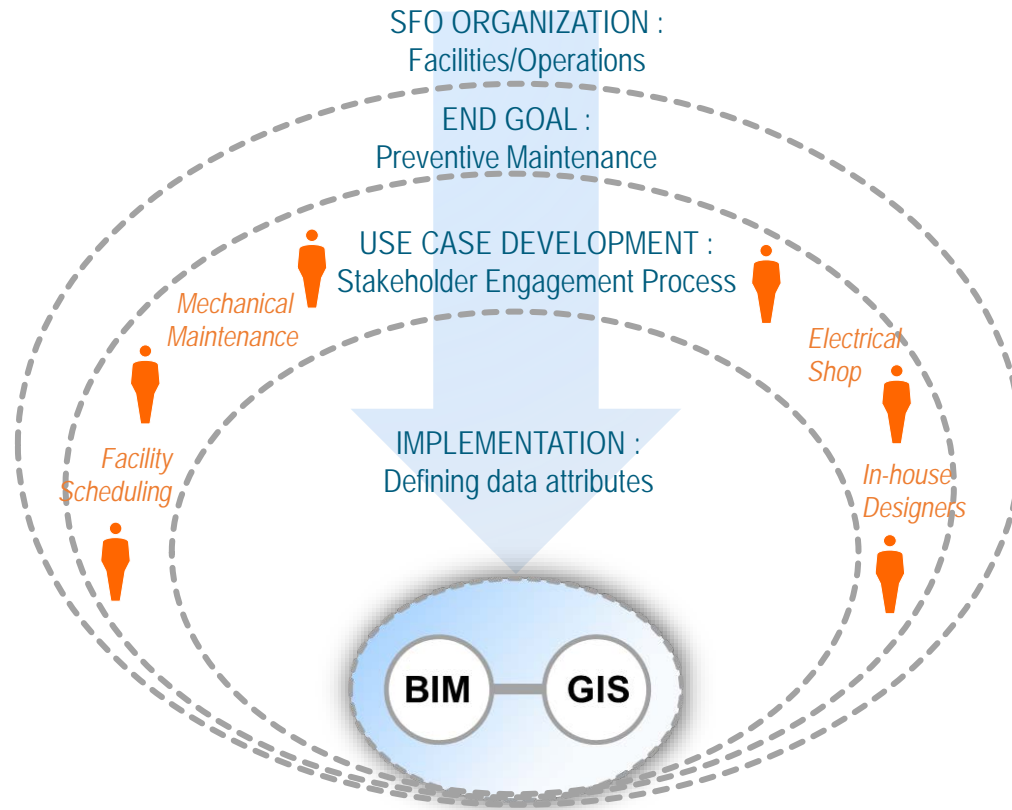 SFO ORGANIZATION :
Facilities/Operations
END GOAL :
Preventive Maintenance
USE CASE DEVELOPMENT :
Stakeholder Engagement Process
Mechanical
Maintenance
Electrical
Shop
IMPLEMENTATION :
Defining data attributes
Facility
Scheduling
In-house
Designers
BIM
GIS